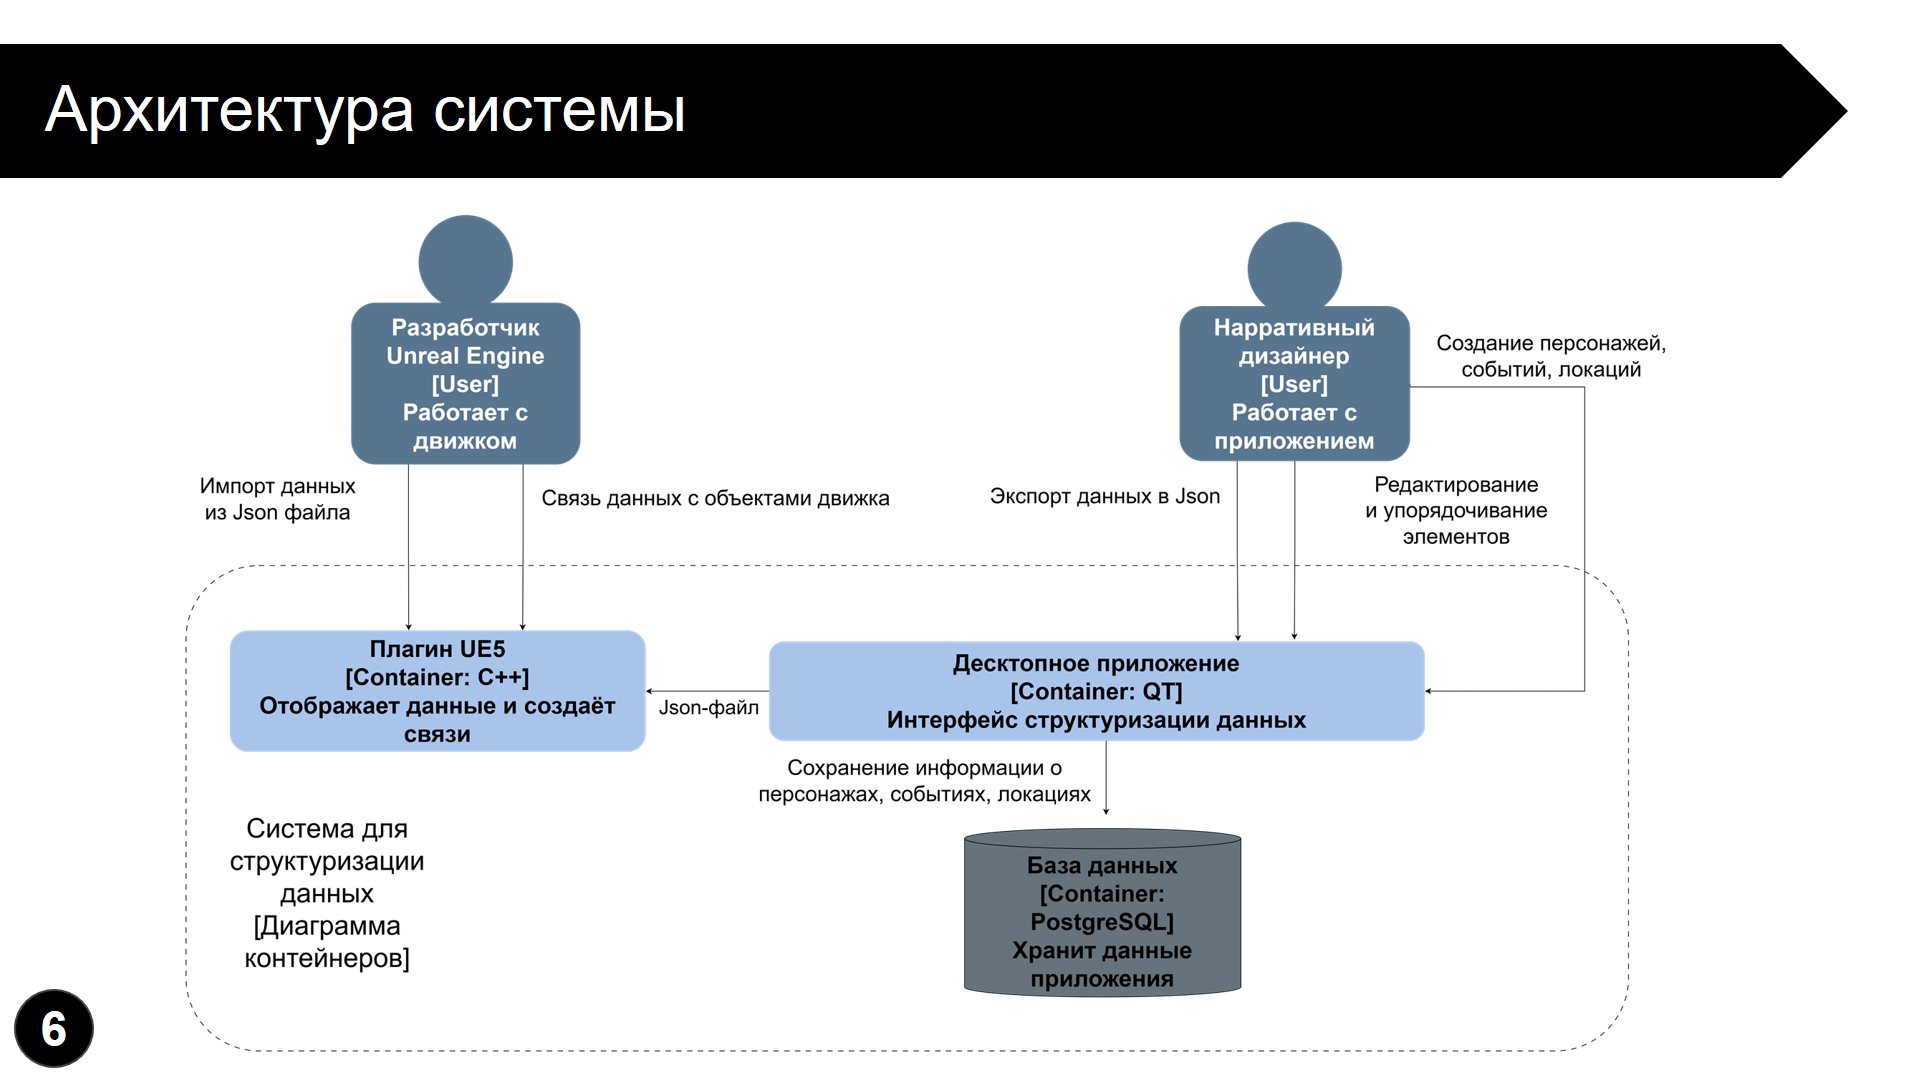 Архитектура системы
Разработчик
Unreal Engine
[User]
Работает с
движком
Нарративный
дизайнер
[User]
Работает с
приложением
Создание персонажей,
событий, локаций
Импорт данных
из Json файла
Связь данных с объектами движка
Экспорт данных в Json
Редактирование
и упорядочивание
элементов
Плагин UE5
[Container: C++]
Отображает данные и создаёт
связи
Json-файл
Десктопное приложение
[Container: QT]
Интерфейс структуризации данных
Сохранение информации о
персонажах, событиях, локациях
База данных
[Container:
PostgreSQL]
Хранит данные
приложения
Система для
структуризации
данных
[Диаграмма
контейнеров]
6